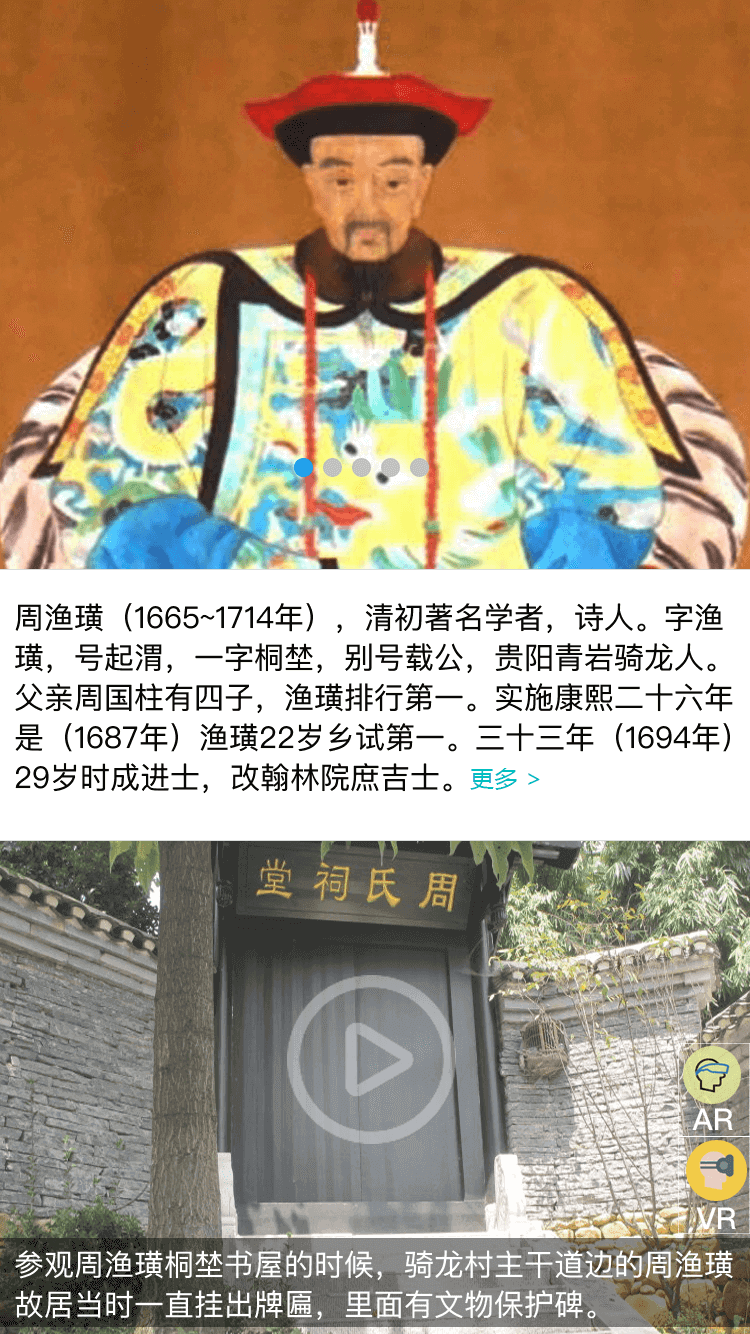 周渔璜（1665~1714年），清初著名学者，诗人。字渔
璜，号起渭，一字桐埜，别号载公，贵阳青岩骑龙人。
父亲周国柱有四子，渔璜排行第一。实施康熙二十六年
是（1687年）渔璜22岁乡试第一。三十三年（1694年）
29岁时成进士，改翰林院庶吉士。更多 >
堂祠氏周
AR
VR
参观周渔璜桐埜书屋的时候，骑龙村主干道边的周渔璜
故居当时一直挂出牌匾，里面有文物保护碑。